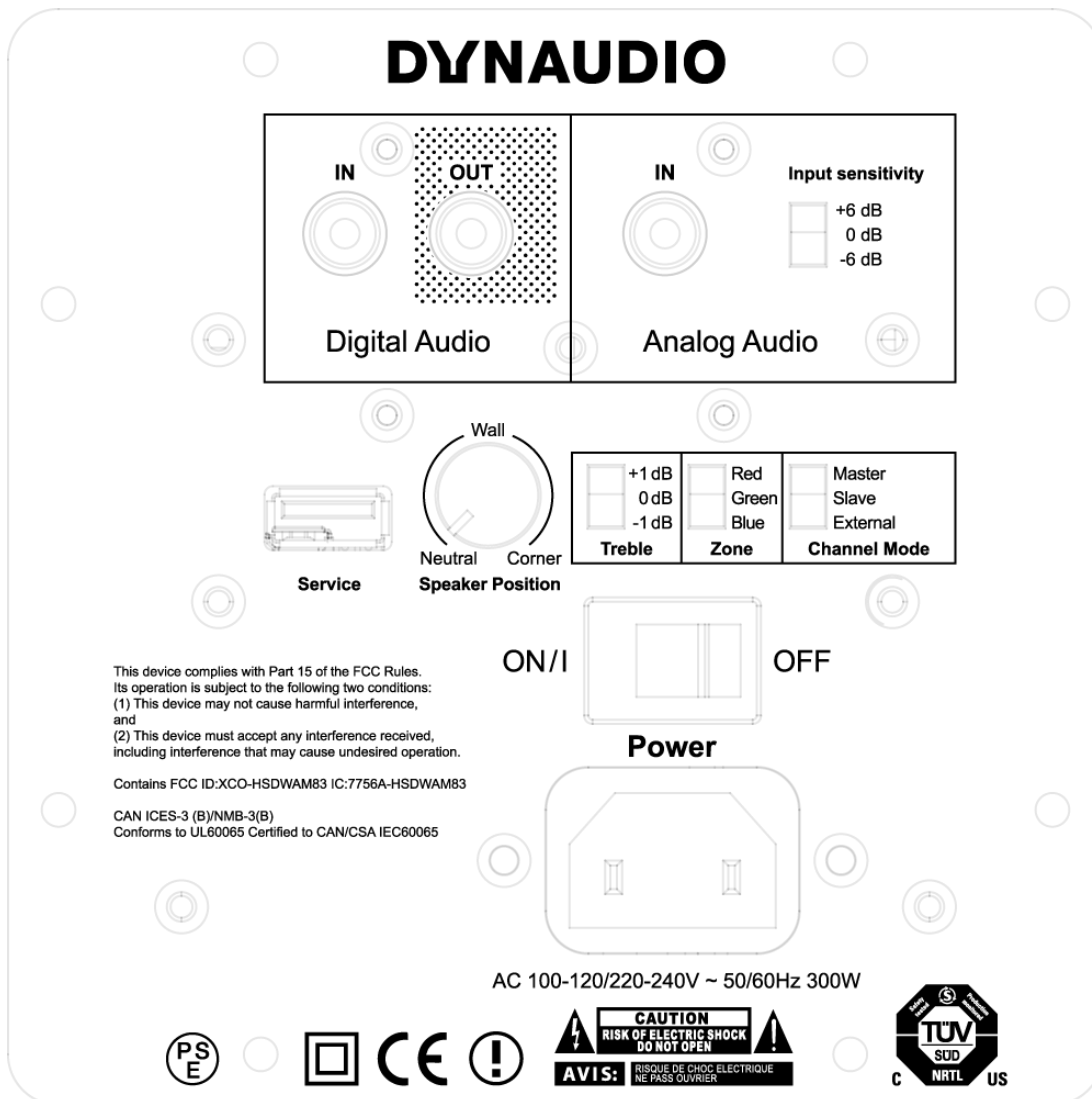 DYNAUDIO
IN
OUT
IN
Input sensitivity
+6 dB
0 dB
-6 dB
Digital Audio
Analog Audio
Wall
Neutral
Corner
Service
Speaker Position
+1 dB
0 dB
-1 dB
Treble
Red
Green
Blue
Zone
Master
Slave
External
Channel Mode
ON/I
OFF
Power
This device complies with Part 15 of the FCC Rules.
Its operation is subject to the following two conditions:
(1) This device may not cause harmful interference,
and
(2) This device must accept any interference received,
including interference that may cause undesired operation.
Contains FCC ID:XCO-HSDWAM83 IC:7756A-HSDWAM83
CAN ICES-3 (B)/NMB-3(B)
Conforms to UL60065 Certified to CAN/CSA IEC60065
AC 100-120/220-240V ~ 50/60Hz 300W
PS
E
CE
CAUTION
RISK OF ELECTRIC SHOCK
DO NOT OPEN
AVIS:
RISQUE DE CHOC ELECTRIQUE
NE PAS OUVRIER
Safety
tested
S
Production
monitored
TÜV
SÜD
NRTL
C
US